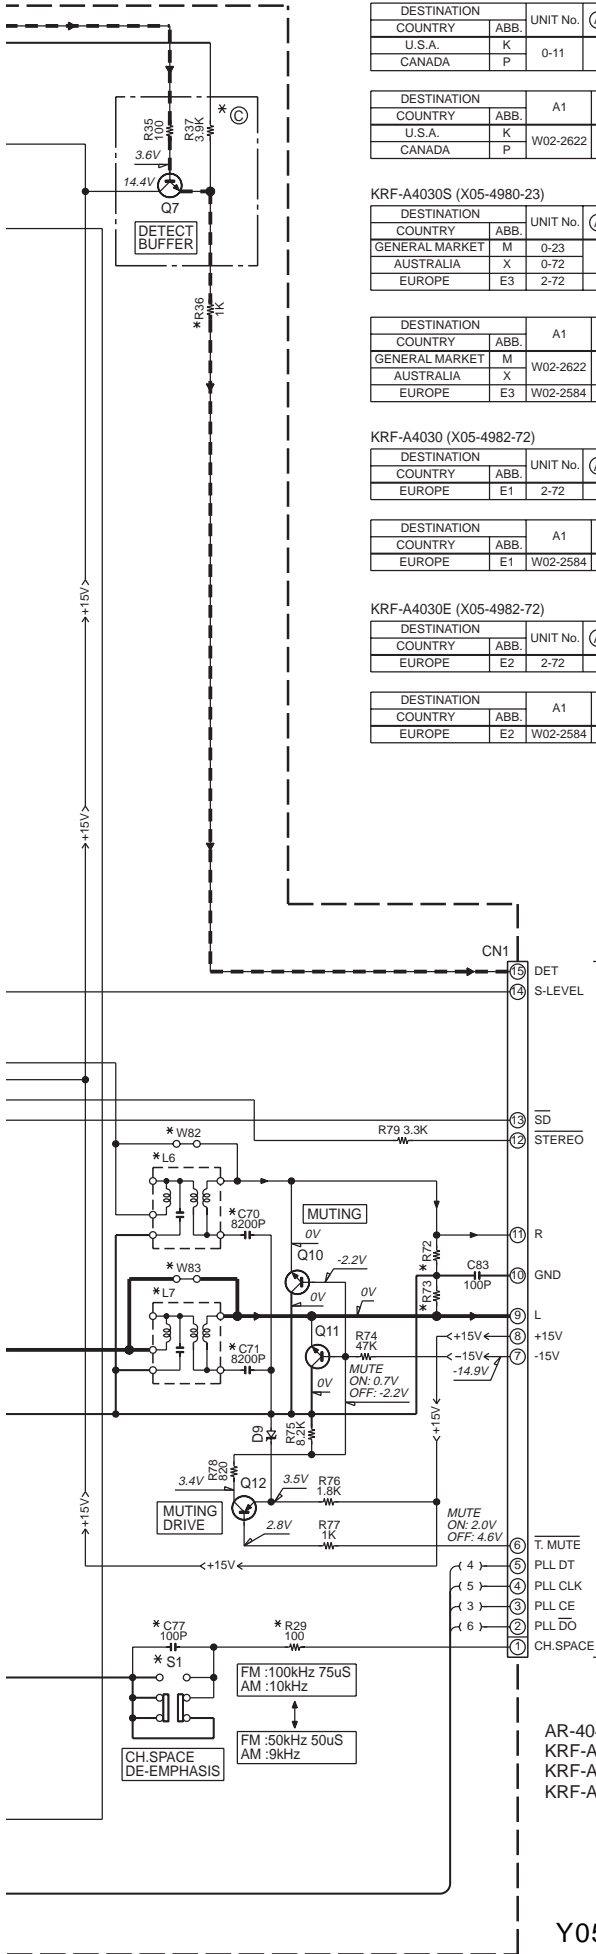 DESTINATION
UNIT No.
COUNTRY ABB.
U.S.A. K
0-11
CANADA P
DESTINATION
A1
COUNTRY ABB.
U.S.A. K
W02-2622
CANADA P
KRF-A4030S (X05-4980-23)
DESTINATION
UNIT No.
COUNTRY ABB.
GENERAL MARKET M 0-23
AUSTRALIA X 0-72
EUROPE E3 2-72
DESTINATION
A1
COUNTRY ABB.
GENERAL MARKET M
W02-2622
AUSTRALIA X
EUROPE E3 W02-2584
KRF-A4030 (X05-4982-72)
DESTINATION
UNIT No.
COUNTRY ABB.
EUROPE E1 2-72
DESTINATION
A1
COUNTRY ABB.
EUROPE E1 W02-2584
KRF-A4030E (X05-4982-72)
DESTINATION
UNIT No.
COUNTRY ABB.
EUROPE E2 2-72
DESTINATION
A1
COUNTRY ABB.
EUROPE E2 W02-2584
* C
R35
100
R37
3.9K
3.6V
14.4V
Q7
DETECT
BUFFER
*R36
1K
+15V
+15V
CN1
15 DET
14 S-LEVEL
13 SD
R79 3.3K
12 STEREO
* W82
* L6
* C70
8200P
MUTING
0V
Q10
-2.2V
0V
* R72
11 R
C83
100P
10 GND
* W83
* L7
* R73
0V
9 L
* C71
8200P
Q11
R74
47K
+15V
8 +15V
-15V
7 -15V
-14.9V
MUTE
ON: 0.7V
OFF: -2.2V
0V
+15V
D9
R75
8.2K
R78
820
3.4V
Q12
3.5V
R76
1.8K
MUTING
DRIVE
2.8V
R77
1K
MUTE
ON: 2.0V
OFF: 4.6V
6 T. MUTE
+15V
+15V
4
5 PLL DT
5
4 PLL CLK
3
3 PLL CE
6
2 PLL DO
* C77
100P
* R29
100
1 CH.SPACE
* S1
FM :100kHz 75uS
AM :10kHz
FM :50kHz 50uS
AM :9kHz
CH.SPACE
DE-EMPHASIS
KRF-A
KRF-A
KRF-A